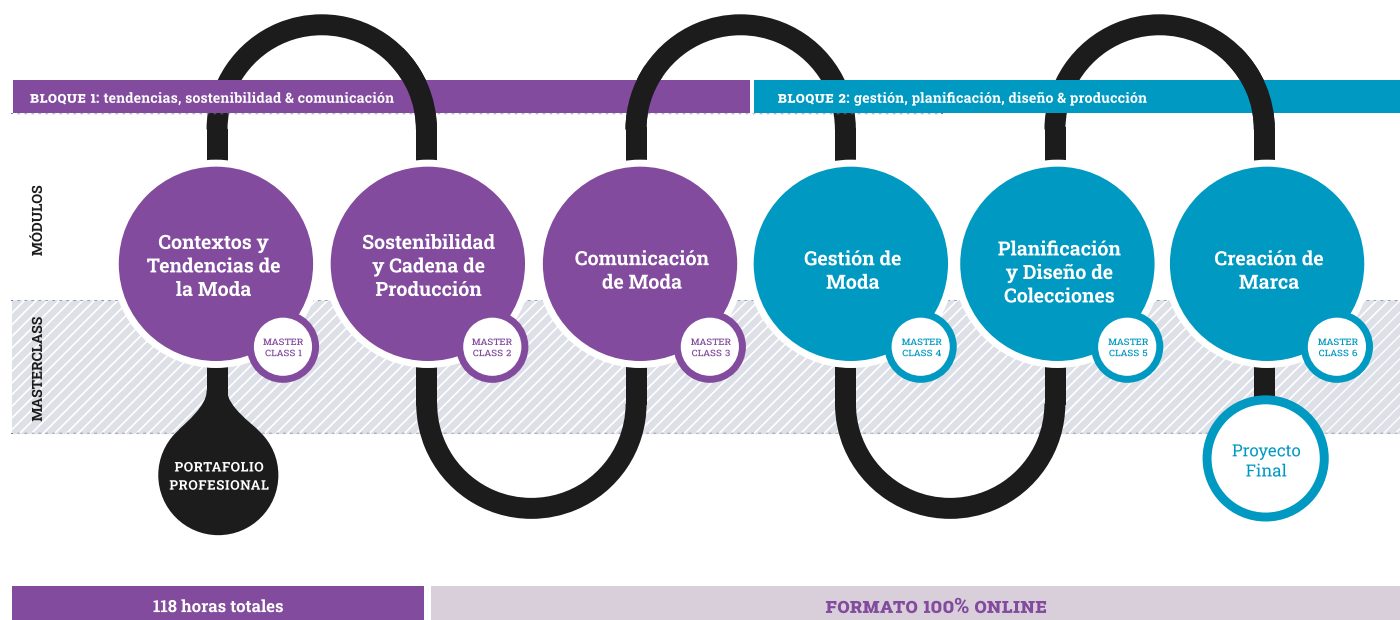 BLOQUE 1: tendencias, sostenibilidad & comunicación
BLOQUE 2: gestión, planificación, diseño & producción
MÓDULOS
Contextos y
Tendencias de
la Moda
Sostenibilidad
y Cadena de
Producción
Comunicación
de Moda
Gestión de
Moda
Planificación
y Diseño de
Colecciones
Creación de
Marca
MASTERCLASS
MASTER
CLASS 1
MASTER
CLASS 2
MASTER
CLASS 3
MASTER
CLASS 4
MASTER
CLASS 5
MASTER
CLASS 6
PORTAFOLIO
PROFESIONAL
Proyecto
Final
118 horas totales
FORMATO 100% ONLINE